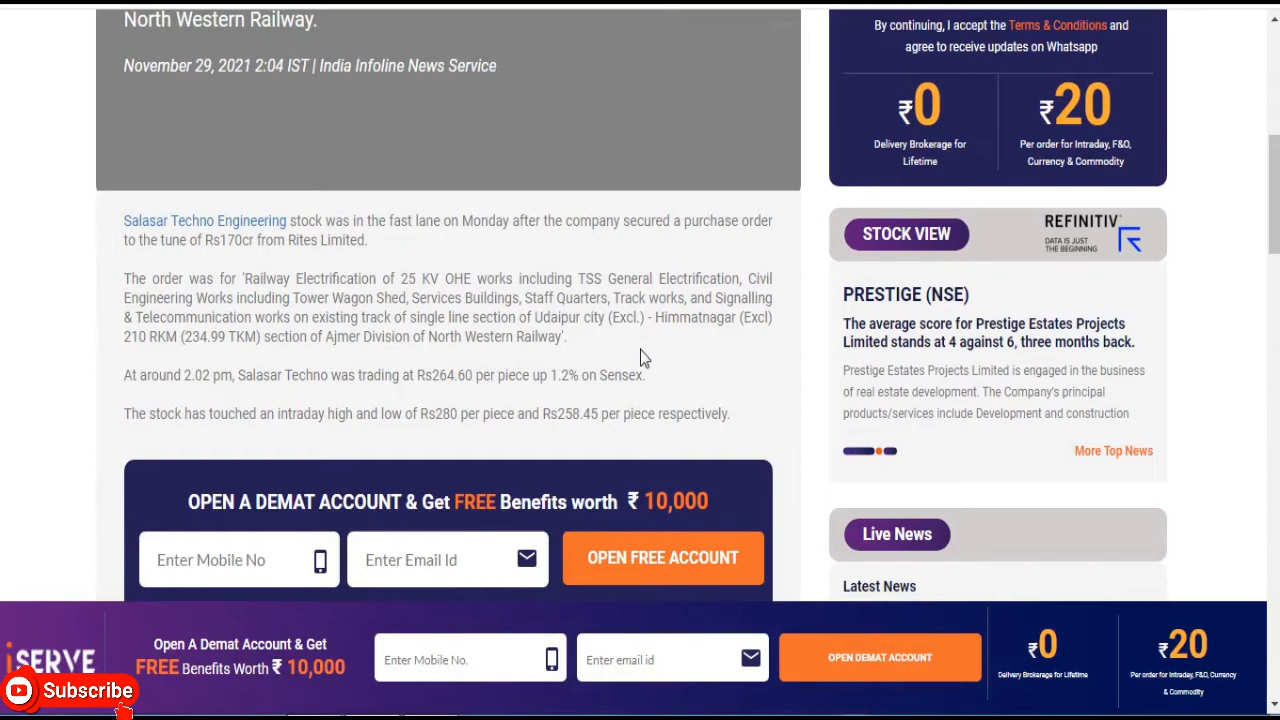 North Western Railway.
November 29, 2021 2:04 IST | India Infoline News Service
Salasar Techno Engineering stock was in the fast lane on Monday after the company secured a purchase order
to the tune of Rs170cr from Rites Limited.
The order was for 'Railway Electrification of 25 KV OHE works including TSS General Electrification, Civil
Engineering Works including Tower Wagon Shed, Services Buildings, Staff Quarters, Track works, and Signalling
& Telecommunication works on existing track of single line section of Udaipur city (Excl.) - Himmatnagar (Excl)
210 RKM (234.99 TKM) section of Ajmer Division of North Western Railway'.
At around 2.02 pm, Salasar Techno was trading at Rs264.60 per piece up 1.2% on Sensex.
The stock has touched an intraday high and low of Rs280 per piece and Rs258.45 per piece respectively.
OPEN A DEMAT ACCOUNT & Get FREE Benefits worth ₹ 10,000
Enter Mobile No
Enter Email Id
OPEN FREE ACCOUNT
By continuing, I accept the Terms & Conditions and
agree to receive updates on Whatsapp
₹0
Delivery Brokerage for
Lifetime
₹20
Per order for Intraday, F&O,
Currency & Commodity
STOCK VIEW
REFINITIV
DATA IS JUST
THE BEGINNING
PRESTIGE (NSE)
The average score for Prestige Estates Projects
Limited stands at 4 against 6, three months back.
Prestige Estates Projects Limited is engaged in the business
of real estate development. The Company's principal
products/services include Development and construction
More Top News
Live News
Latest News
iSERVE
Open A Demat Account & Get
FREE Benefits Worth ₹ 10,000
Enter Mobile No.
Enter email id
OPEN DEMAT ACCOUNT
₹0
Delivery Brokerage for Lifetime
₹20
Per order for Intraday, F&O, Currency
& Commodity
Subscribe